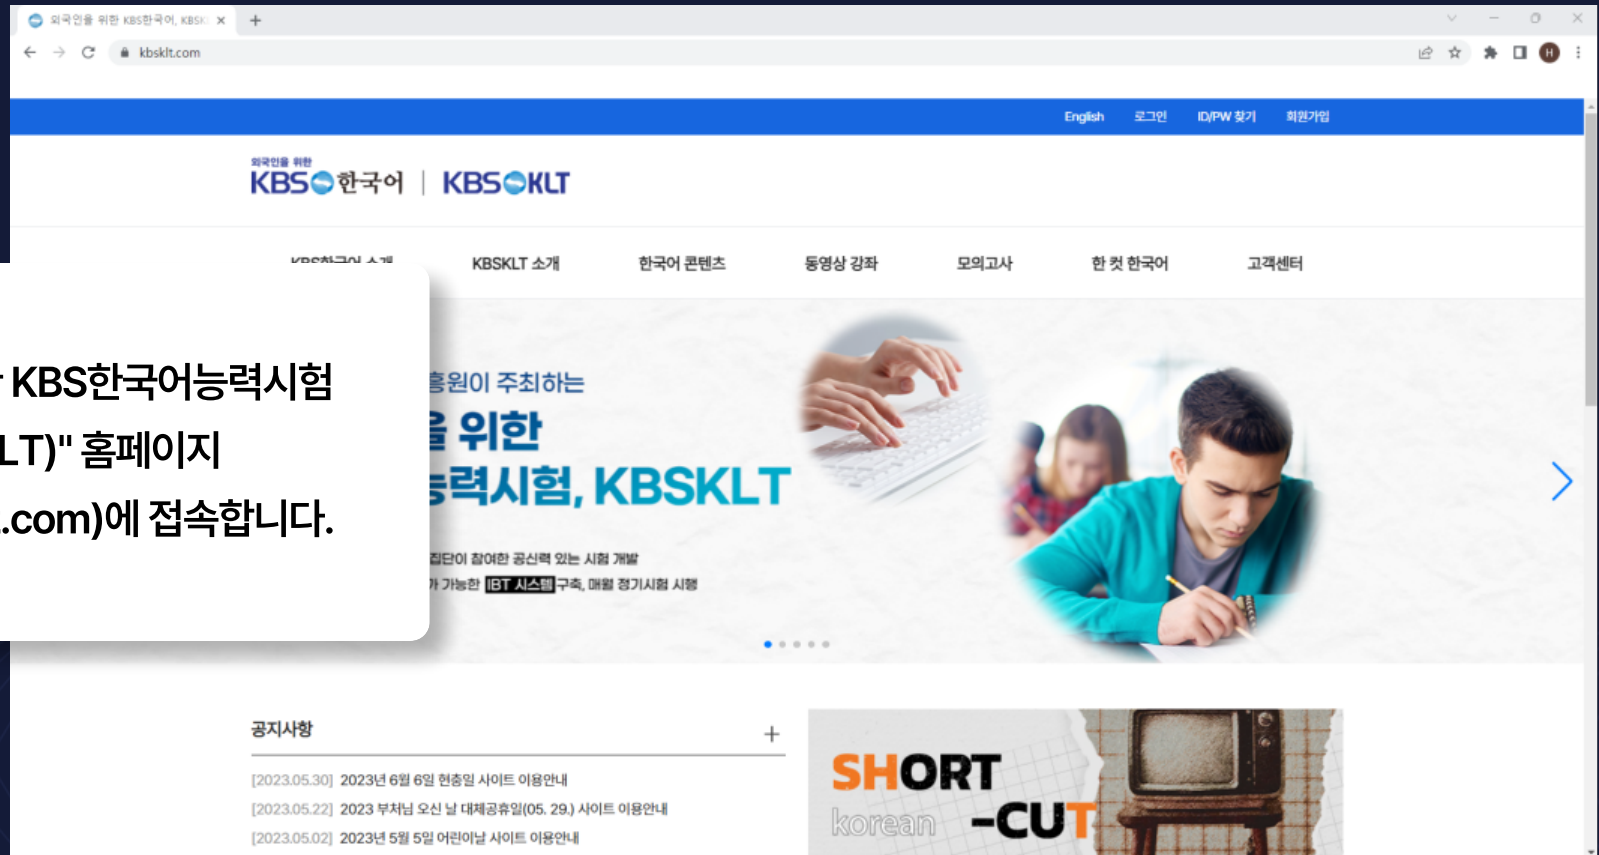 외국인을 위한 KBS한국어, KBSK
kbsklt.com
H
English 로그인 ID/PW 찾기 회원가입
외국인을 위한
KBS 한국어 | KBS KLT
KBS한국어 소개 KBSKLT 소개 한국어 콘텐츠 동영상 강좌 모의고사 한 컷 한국어 고객센터
KBS한국어능력시험
LT)" 홈페이지
.com)에 접속합니다.
흥원이 주최하는
을 위한
능력시험, KBSKLT
집단이 참여한 공신력 있는 시험 개발
가 가능한 IBT 시스템 구축, 매월 정기시험 시행
공지사항
[2023.05.30] 2023년 6월 6일 현충일 사이트 이용안내
[2023.05.22] 2023 부처님 오신 날 대체공휴일(05. 29.) 사이트 이용안내
[2023.05.02] 2023년 5월 5일 어린이날 사이트 이용안내
SHORT
korean -CUT